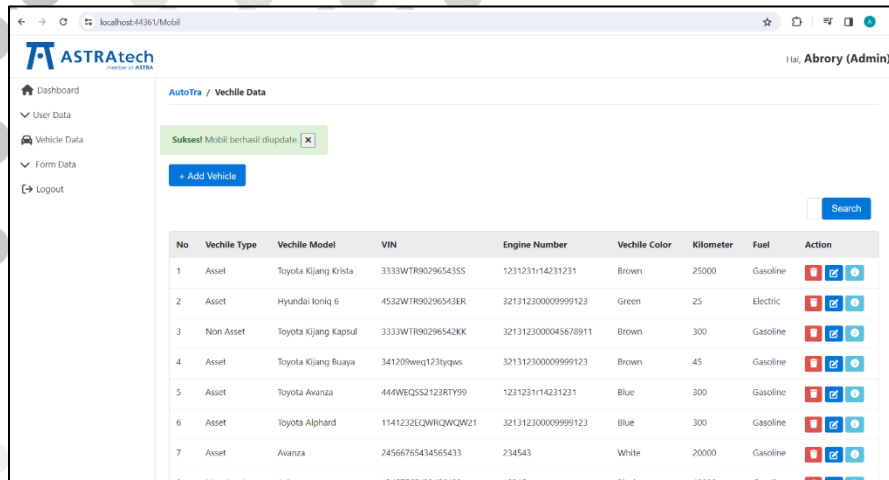 localhost:44361/Mobil
A
ASTRAtech
member of ASTRA
Hai, Abrory (Admin)
Dashboard
User Data
Vehicle Data
Form Data
Logout
AutoTra / Vechile Data
Sukses! Mobil berhasil diupdate. x
+ Add Vehicle
Search
No Vechile Type Vechile Model VIN Engine Number Vechile Color Kilometer Fuel Action
1 Asset Toyota Kijang Krista 3333WTR90296543SS 1231231r14231231 Brown 25000 Gasoline
2 Asset Hyundai Ioniq 6 4532WTR90296543ER 321312300009999123 Green 25 Electric
3 Non Asset Toyota Kijang Kapsul 3333WTR90296542KK 3213123000045678911 Brown 300 Gasoline
4 Asset Toyota Kijang Buaya 341209weq123tyqws 321312300009999123 Brown 45 Gasoline
5 Asset Toyota Avanza 444WEQSS2123RTY99 1231231r14231231 Blue 300 Gasoline
6 Asset Toyota Alphard 1141232EQWRQWQW21 321312300009999123 Blue 300 Gasoline
7 Asset Avanza 24566765434565433 234543 White 20000 Gasoline